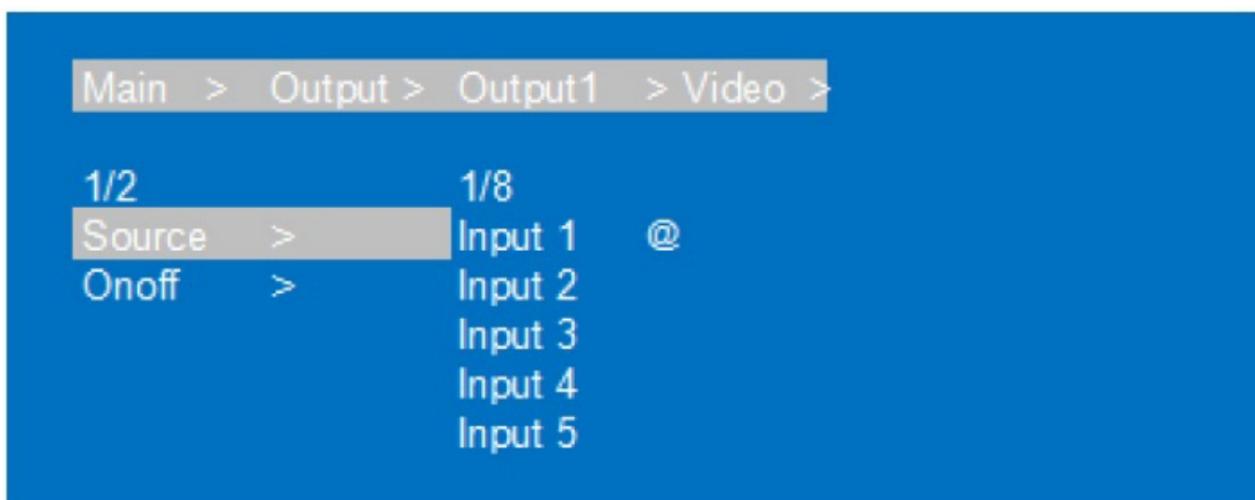 Main > Output > Output1 > Video >
1/2 1/8
Source > Input 1 @
Onoff > Input 2
Input 3
Input 4
Input 5